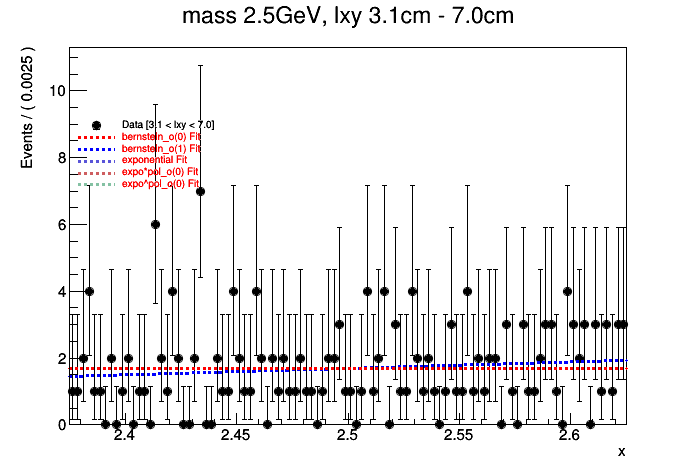 mass 2.5GeV, lxy 3.1cm - 7.0cm
Events / ( 0.0025 )
10
8
6
4
2
0
Data [3.1 < lxy < 7.0]
bernstein_o(0) Fit
bernstein_o(1) Fit
exponential Fit
expo*pol_o(0) Fit
expo^pol_o(0) Fit
2.4 2.45 2.5 2.55 2.6
x